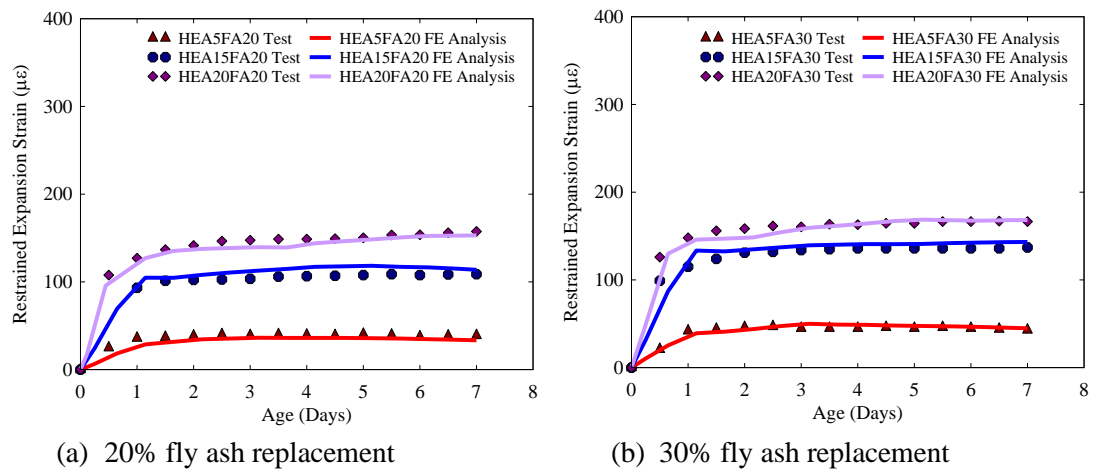 400
300
200
100
0
Restrained Expansion Strain (με)
HEA5FA20 Test
HEA15FA20 Test
HEA20FA20 Test
HEA5FA20 FE Analysis
HEA15FA20 FE Analysis
HEA20FA20 FE Analysis
0 1 2 3 4 5 6 7 8
Age (Days)
(a) 20% fly ash replacement
400
300
200
100
0
Restrained Expansion Strain (με)
HEA5FA30 Test
HEA15FA30 Test
HEA20FA30 Test
HEA5FA30 FE Analysis
HEA15FA30 FE Analysis
HEA20FA30 FE Analysis
0 1 2 3 4 5 6 7 8
Age (Days)
(b) 30% fly ash replacement